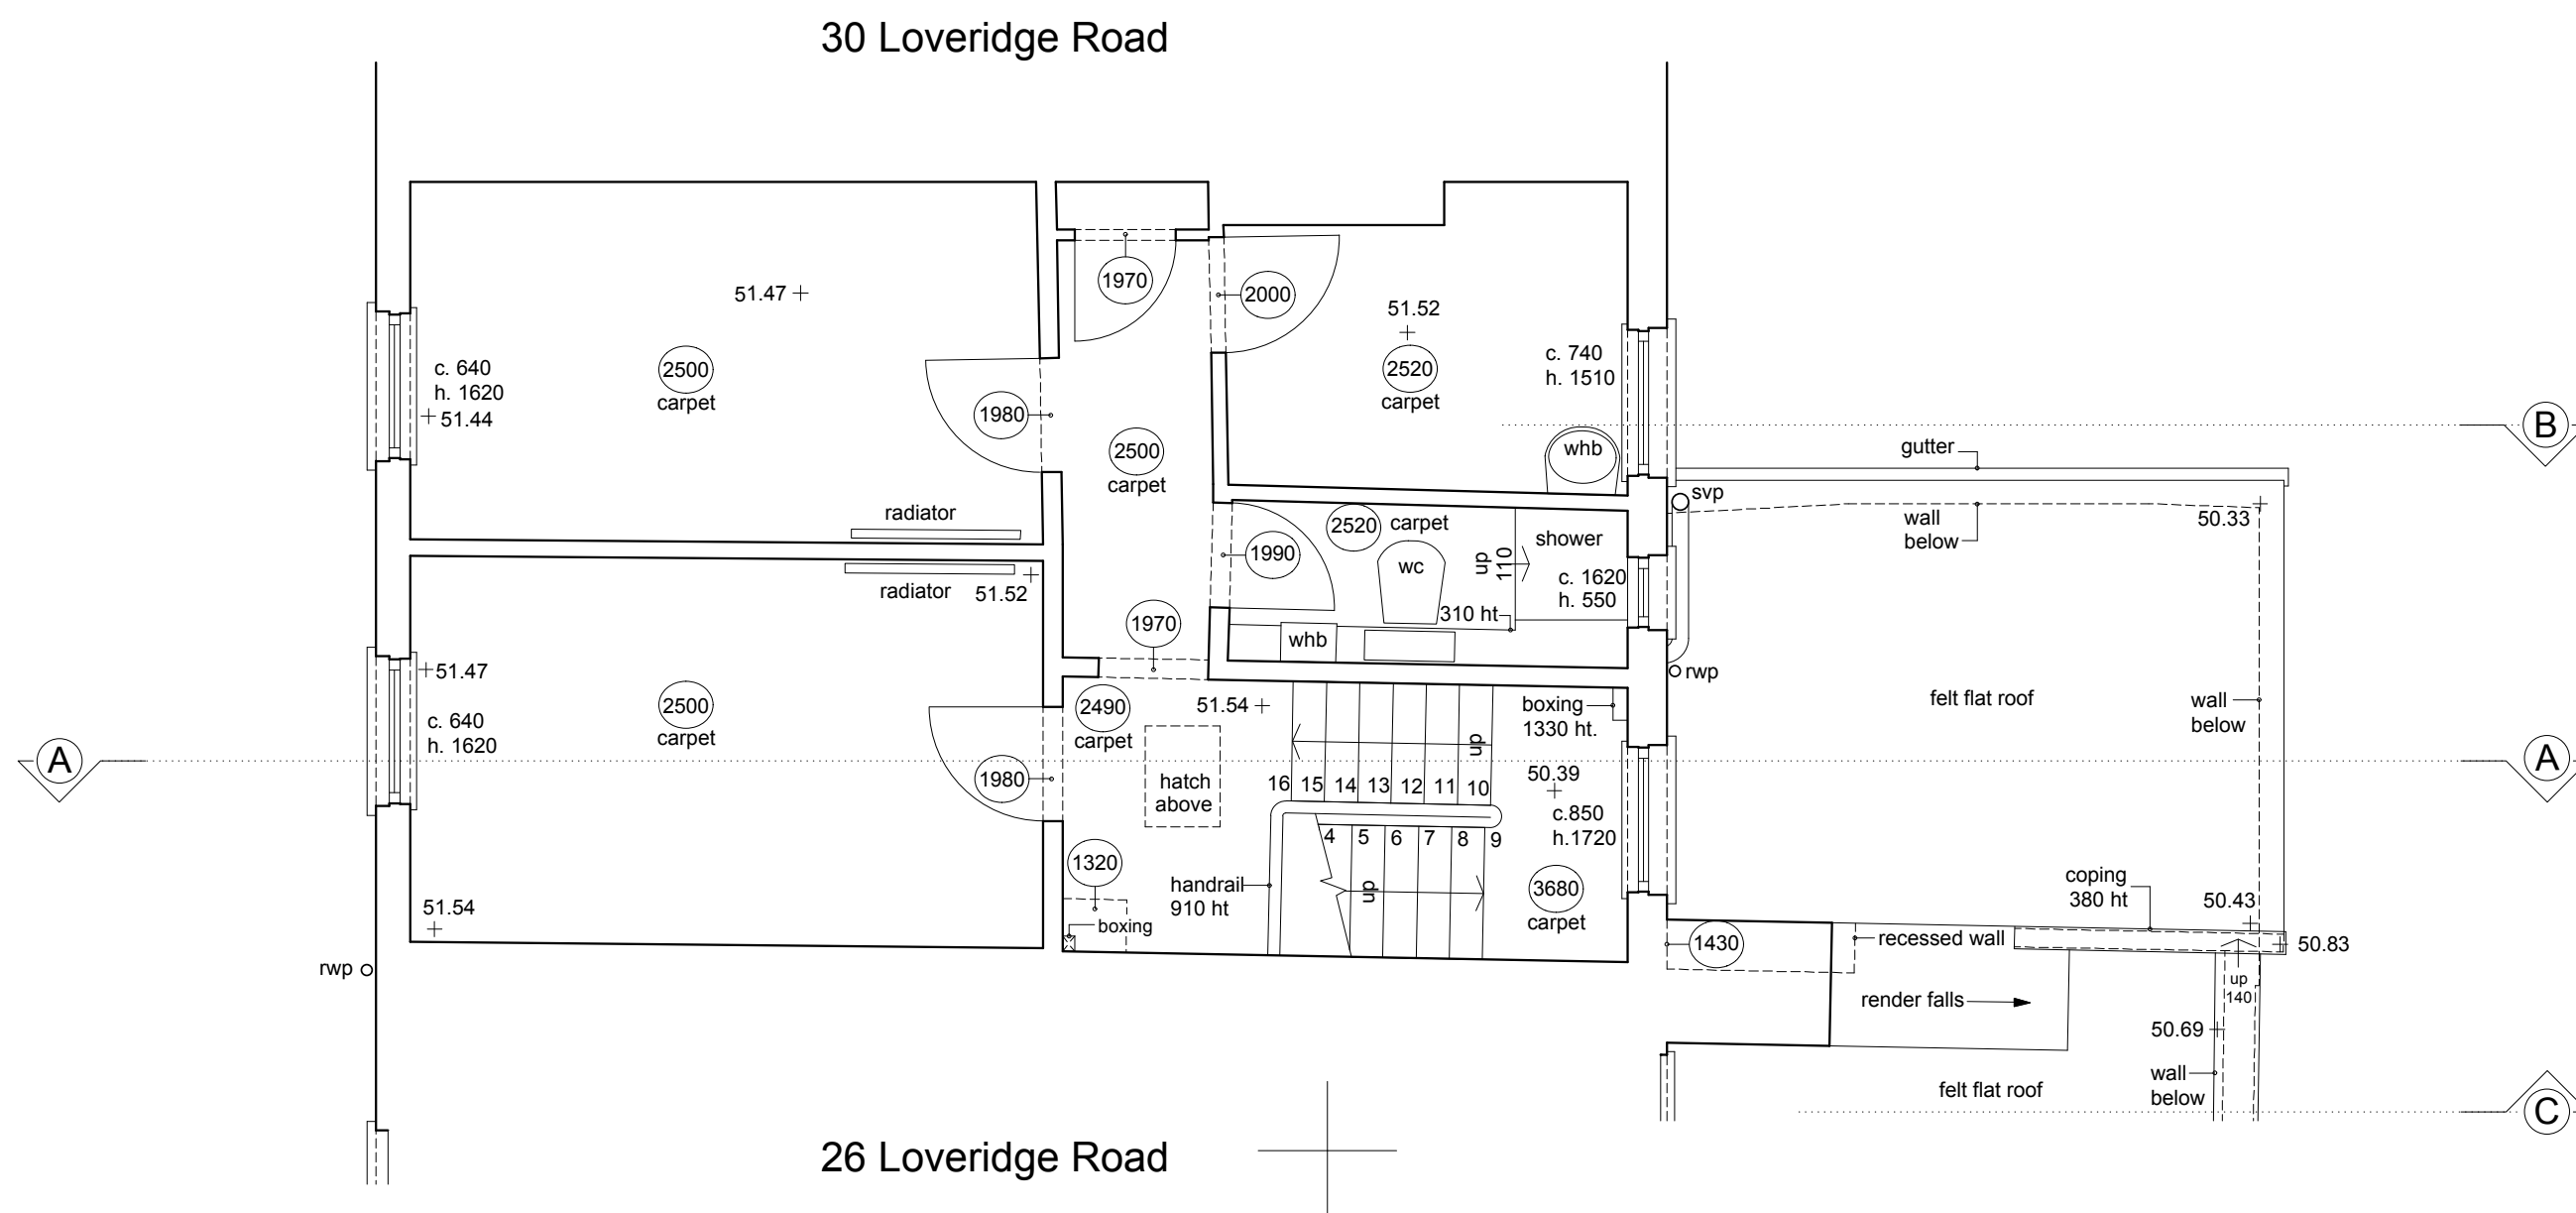 30 Loveridge Road
51.47
c. 640
h. 1620
51.44
2500
carpet
1980
radiator
1970
2000
2500
carpet
51.52
2520
carpet
c. 740
h. 1510
whb
B
gutter
svp
wall
below
50.33
2520
carpet
1990
wc
up
110
shower
c. 1620
h. 550
310 ht
whb
radiator
51.52
1970
51.47
c. 640
h. 1620
2500
carpet
1980
51.54
rwp
A
2490
carpet
51.54
hatch
above
up
16 15 14 13 12 11 10
4 5 6 7 8 9
up
boxing
1330 ht.
50.39
c.850
h.1720
3680
carpet
1320
boxing
handrail
910 ht
rwp
felt flat roof
wall
below
A
coping
380 ht
50.43
50.83
1430
recessed wall
render falls
up
140
50.69
wall
below
felt flat roof
C
26 Loveridge Road